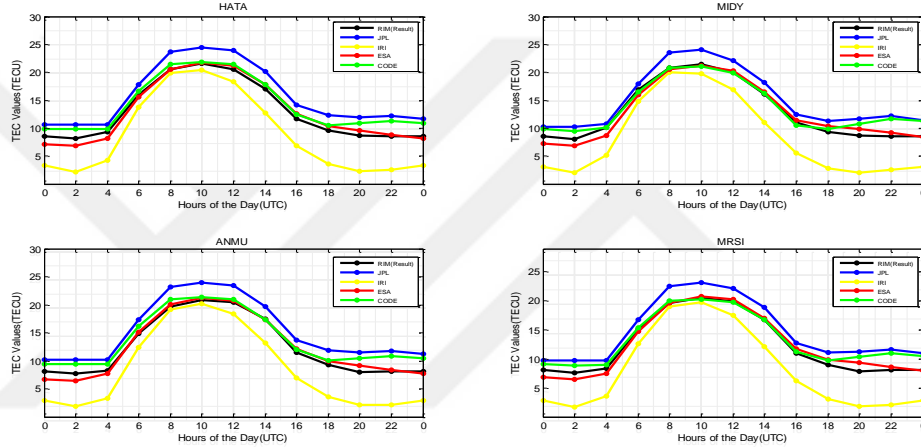 HATA
30
25
20
15
10
5
TEC Values(TECU)
RIM(Result)
JPL
IRI
ESA
CODE
0 2 4 6 8 10 12 14 16 18 20 22 0
Hours of the Day(UTC)
MIDY
30
25
20
15
10
5
TEC Values(TECU)
RIM(Result)
JPL
IRI
ESA
CODE
0 2 4 6 8 10 12 14 16 18 20 22 0
Hours of the Day(UTC)
ANMU
30
25
20
15
10
5
TEC Values(TECU)
RIM(Result)
JPL
IRI
ESA
CODE
0 2 4 6 8 10 12 14 16 18 20 22 0
Hours of the Day(UTC)
MRSI
25
20
15
10
5
TEC Values(TECU)
RIM(Result)
JPL
IRI
ESA
CODE
0 2 4 6 8 10 12 14 16 18 20 22 0
Hours of the Day(UTC)